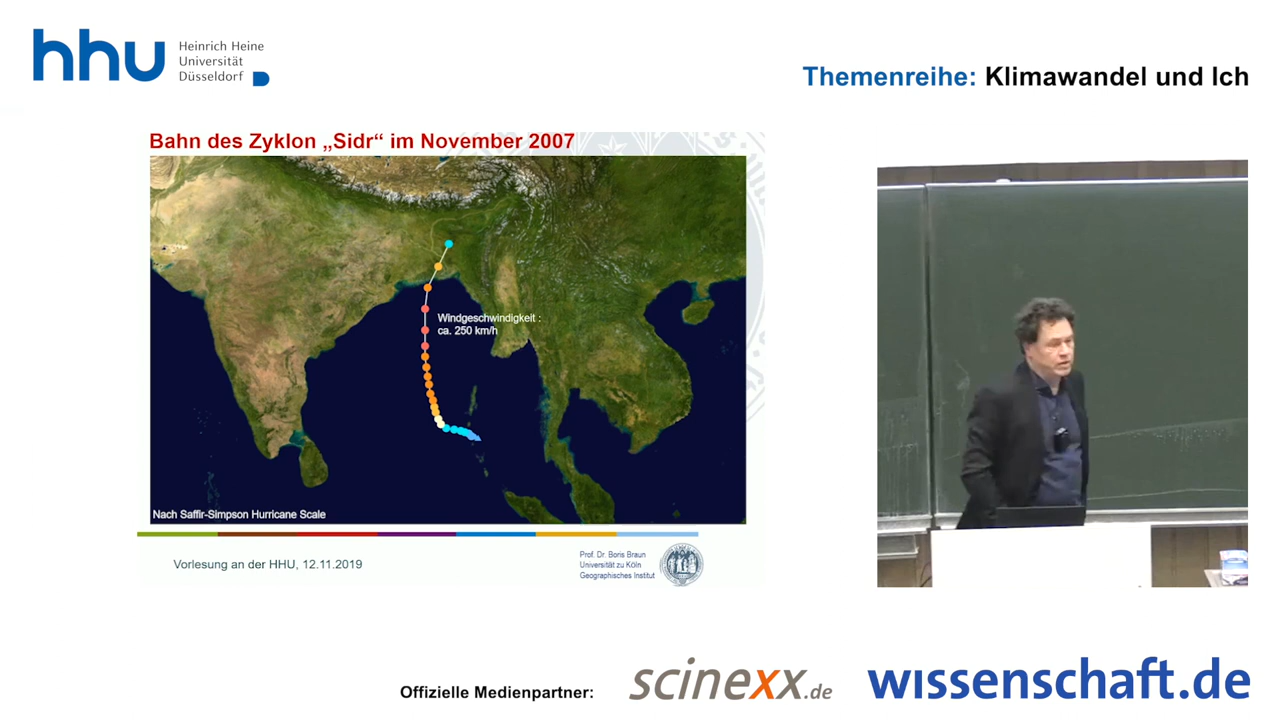 hhu
Heinrich Heine
Universität
Düsseldorf
Themenreihe: Klimawandel und Ich
Bahn des Zyklon „Sidr“ im November 2007
Windgeschwindigkeit :
ca. 250 km/h
Nach Saffir-Simpson Hurricane Scale
Vorlesung an der HHU, 12.11.2019
Prof. Dr. Boris Braun
Universität zu Köln
Geographisches Institut
Offizielle Medienpartner:
scinexx.de
wissenschaft.de